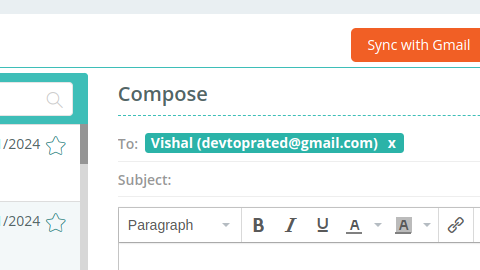 Sync with Gmail
Compose
/2024
To: Vishal (devtoprated@gmail.com) x
Subject:
/2024
Paragraph B I U A A